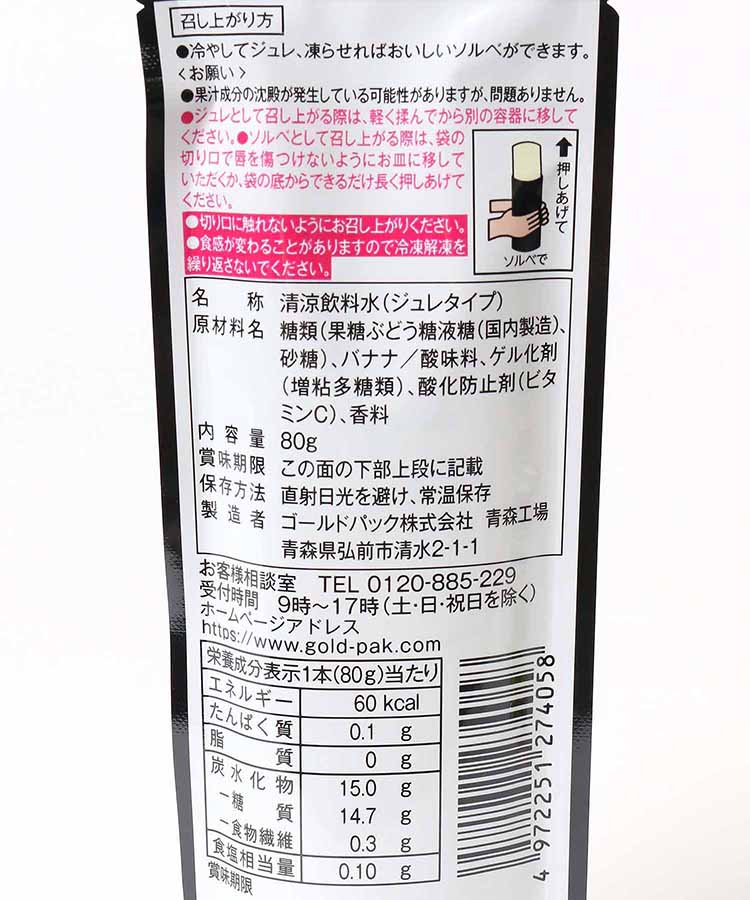 召し上がり方
●冷やしてジュレ、凍らせればおいしいソルベができます。
〈お願い〉
●果汁成分の沈殿が発生している可能性がありますが、問題ありません。
●ジュレとして召し上がる際は、軽く揉んでから別の容器に移して
ください。●ソルベとして召し上がる際は、袋の
切り口で唇を傷つけないようにお皿に移して
いただくか、袋の底からできるだけ長く押しあげて
ください。
●切り口に触れないようにお召し上がりください。
●食感が変わることがありますので冷凍解凍を
繰り返さないでください。
押しあげて
ソルベで
名称 清涼飲料水(ジュレタイプ)
原材料名 糖類(果糖ぶどう糖液糖(国内製造)、
砂糖)、バナナ/酸味料、ゲル化剤
(増粘多糖類)、酸化防止剤(ビタ
ミンC)、香料
内容量 80g
賞味期限 この面の下部上段に記載
保存方法 直射日光を避け、常温保存
製造者 ゴールドパック株式会社 青森工場
青森県弘前市清水2-1-1
お客様相談室 TEL 0120-885-229
受付時間 9時〜17時(土・日・祝日を除く)
ホームページアドレス
https://www.gold-pak.com
栄養成分表示1本(80g)当たり
エネルギー 60 kcal
たんぱく質 0.1 g
脂質 0 g
炭水化物 15.0 g
−糖質 14.7 g
−食物繊維 0.3 g
食塩相当量 0.10 g
賞味期限
4 972251 274058